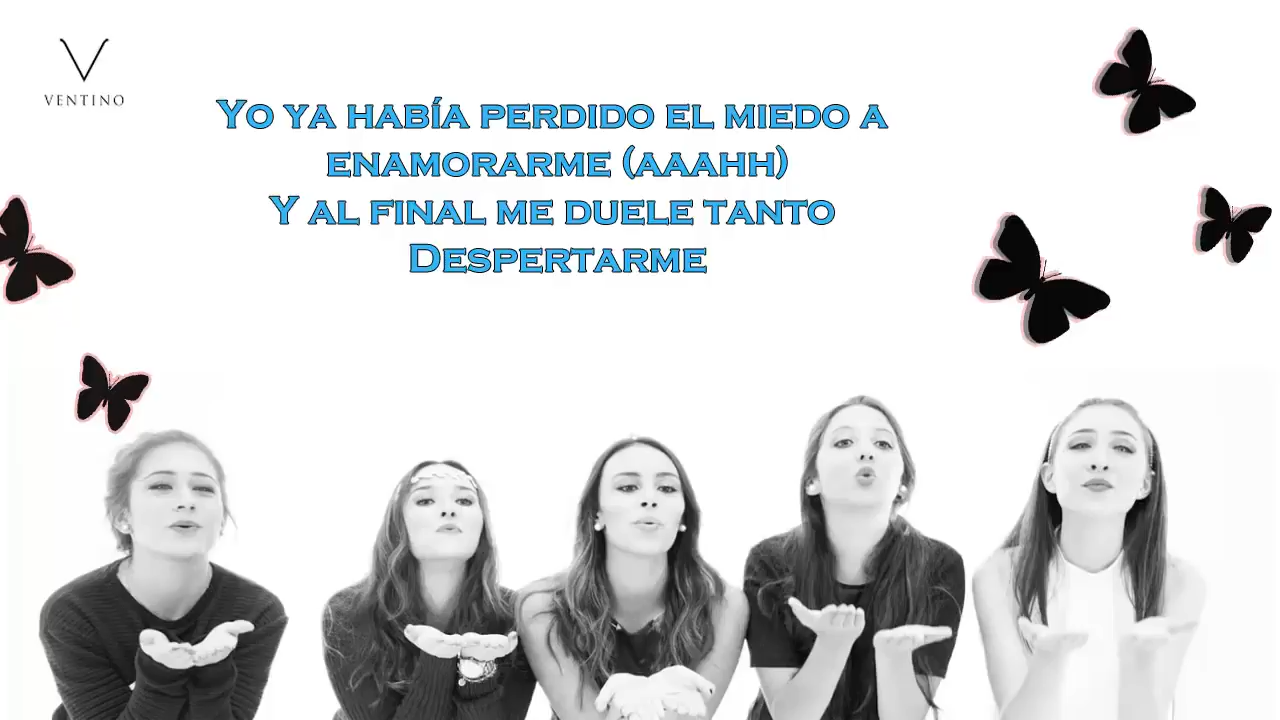 VENTINO
Yo ya había perdido el miedo a
enamorarme (aaahh)
Y al final me duele tanto
Despertarme